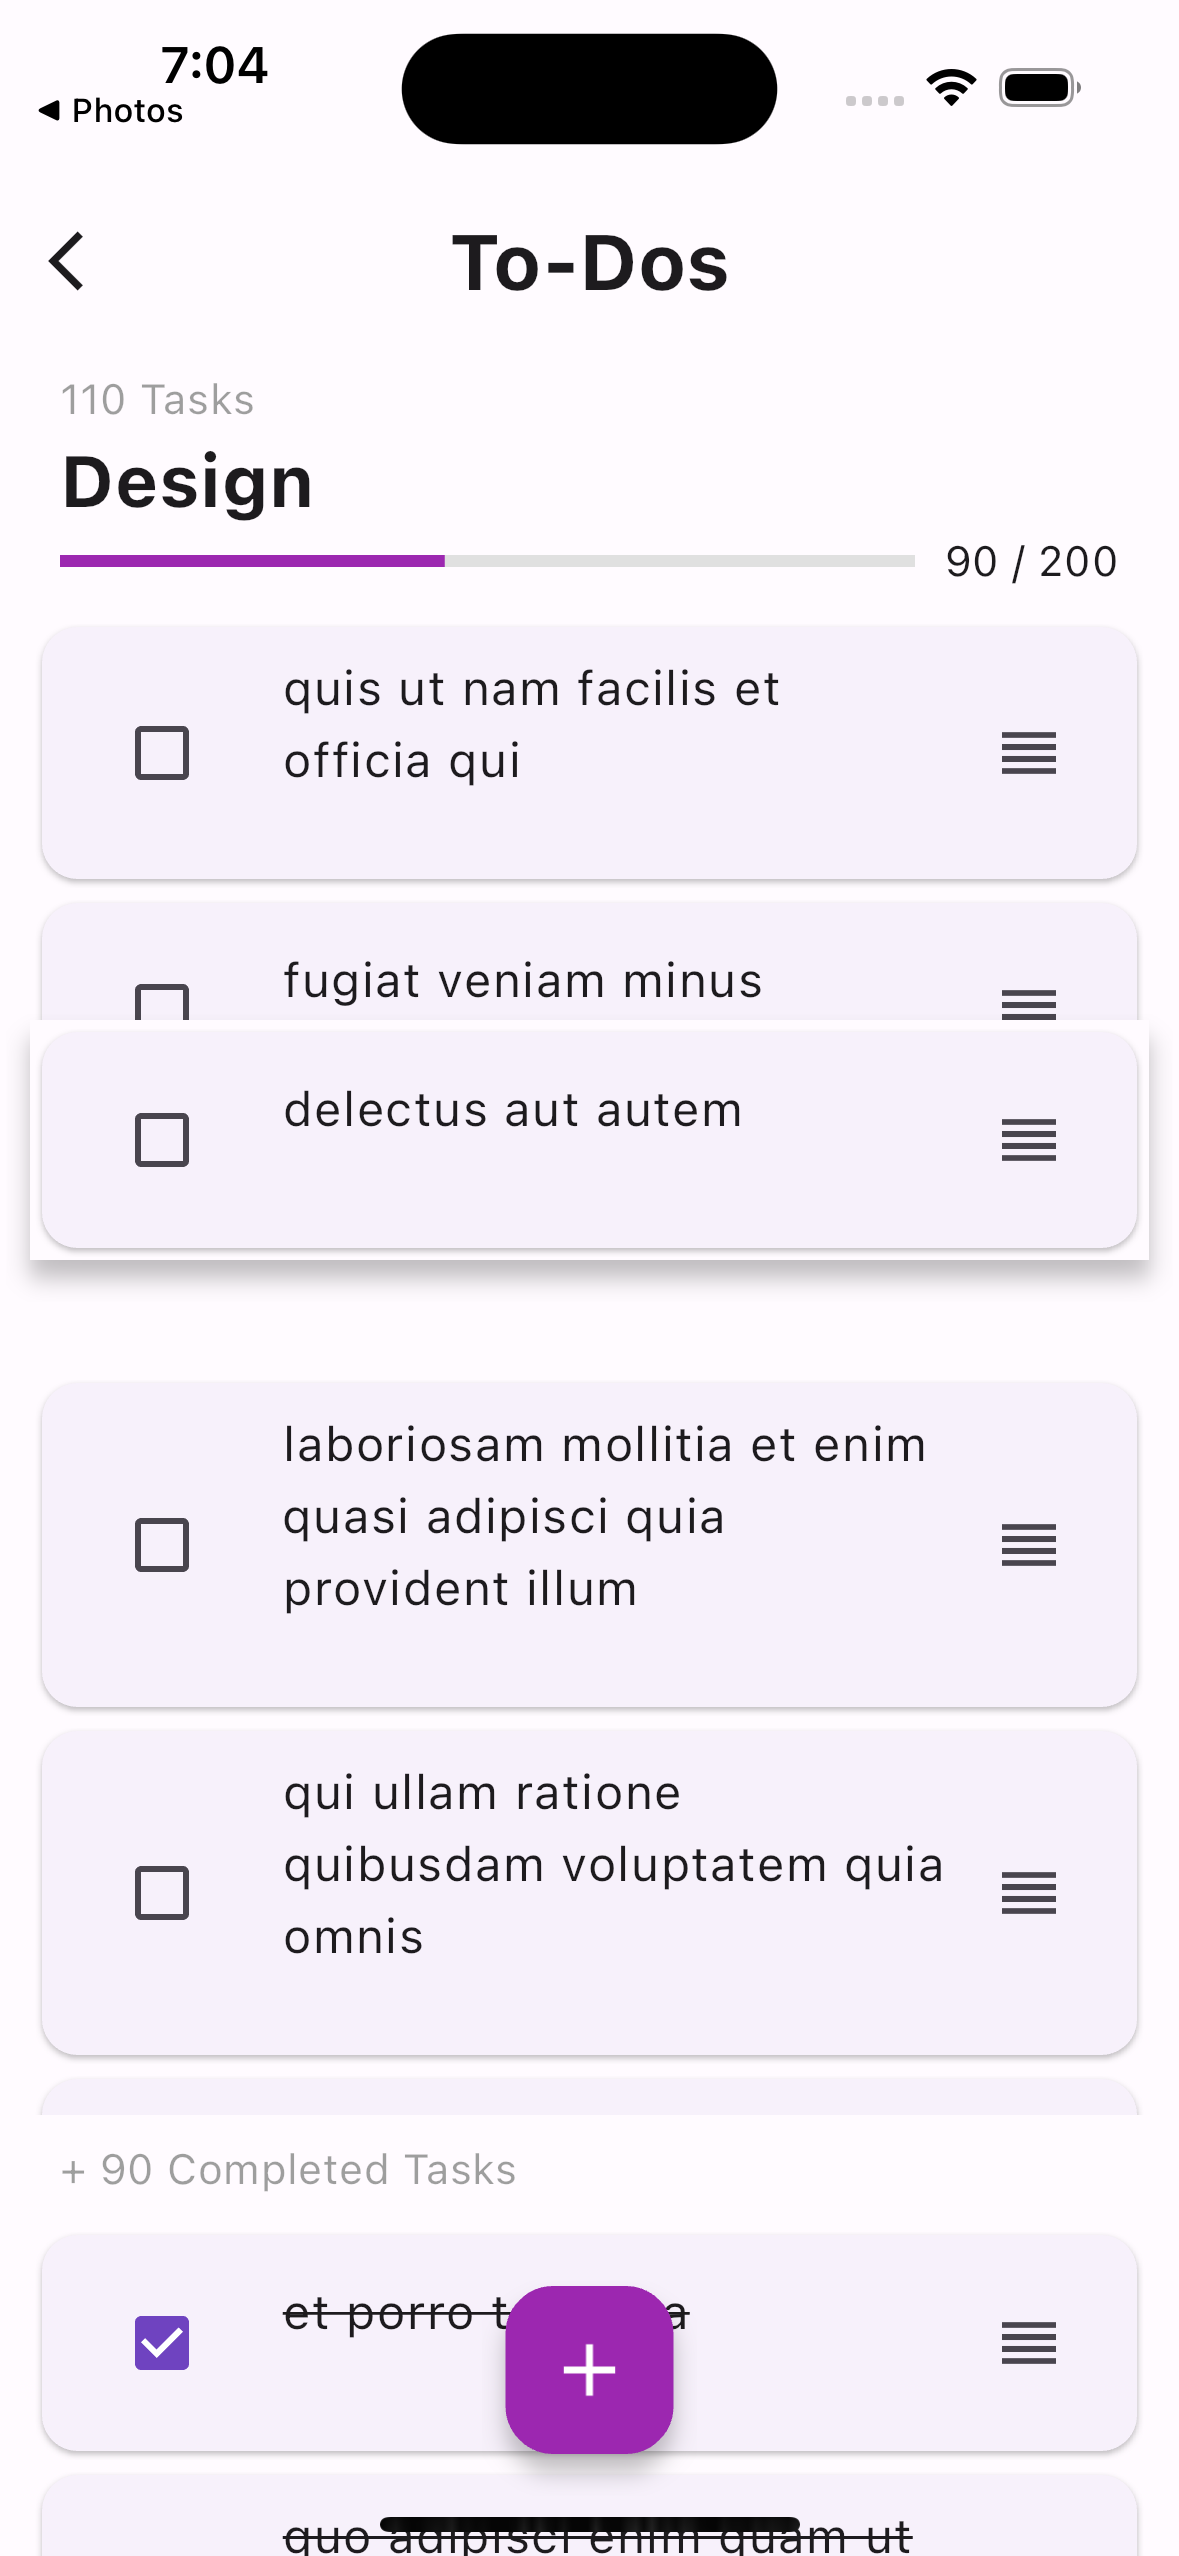 7:04
Photos
To-Dos
110 Tasks
Design
90 / 200
quis ut nam facilis et
officia qui
fugiat veniam minus
delectus aut autem
laboriosam mollitia et enim
quasi adipisci quia
provident illum
qui ullam ratione
quibusdam voluptatem quia
omnis
+ 90 Completed Tasks
et porro
quo adipisci enim quam ut